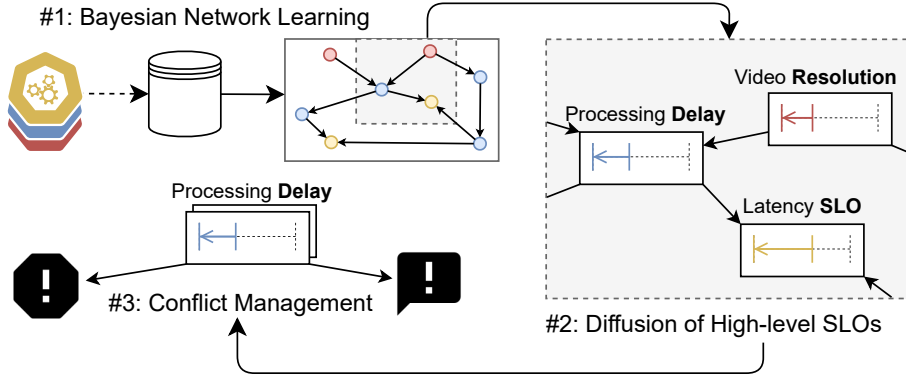 #1: Bayesian Network Learning
Video Resolution
Processing Delay
Latency SLO
#2: Diffusion of High-level SLOs
Processing Delay
#3: Conflict Management